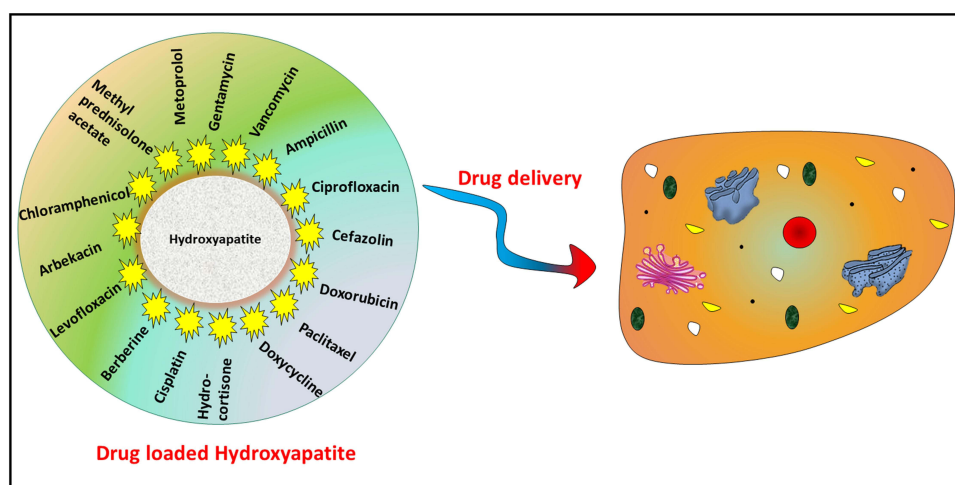 Methyl
prednisolone
acetate
Metoprolol
Gentamycin
Vancomycin
Ampicillin
Ciprofloxacin
Cefazolin
Doxorubicin
Paclitaxel
Doxycycline
Hydro-
cortisone
Cisplatin
Berberine
Levofloxacin
Arbekacin
Chloramphenicol
Hydroxyapatite
Drug loaded Hydroxyapatite
Drug delivery